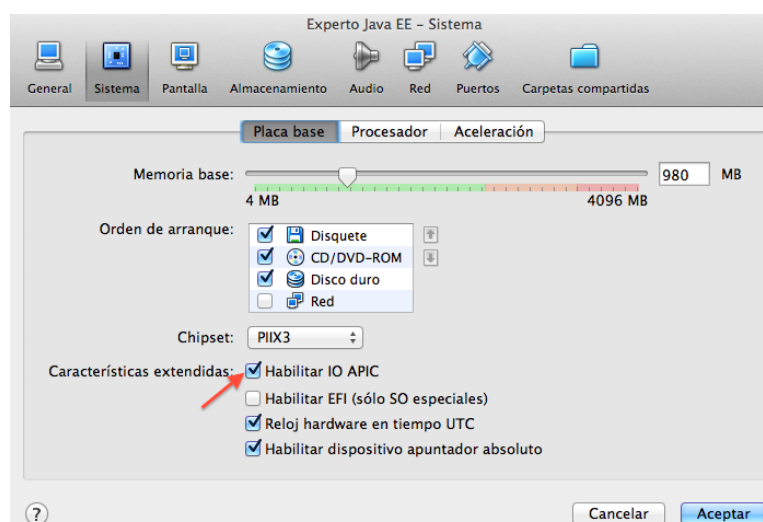 Experto Java EE – Sistema
General Sistema Pantalla Almacenamiento Audio Red Puertos Carpetas compartidas
Placa base Procesador Aceleración
Memoria base: 980 MB
4 MB 4096 MB
Orden de arranque: Disquete
CD/DVD-ROM
Disco duro
Red
Chipset: PIIX3
Características extendidas: Habilitar IO APIC
Habilitar EFI (sólo SO especiales)
Reloj hardware en tiempo UTC
Habilitar dispositivo apuntador absoluto
? Cancelar Aceptar